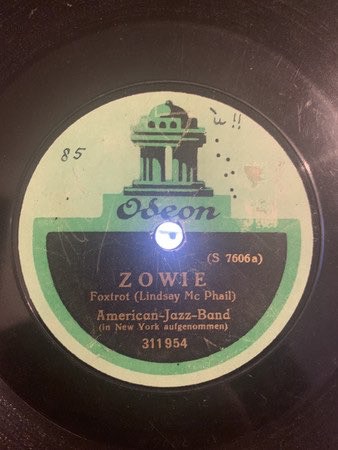 85
Odeon
(S 7606a)
ZOWIE
Foxtrot (Lindsay Mc Phail)
American-Jazz-Band
(in New York aufgenommen)
311954